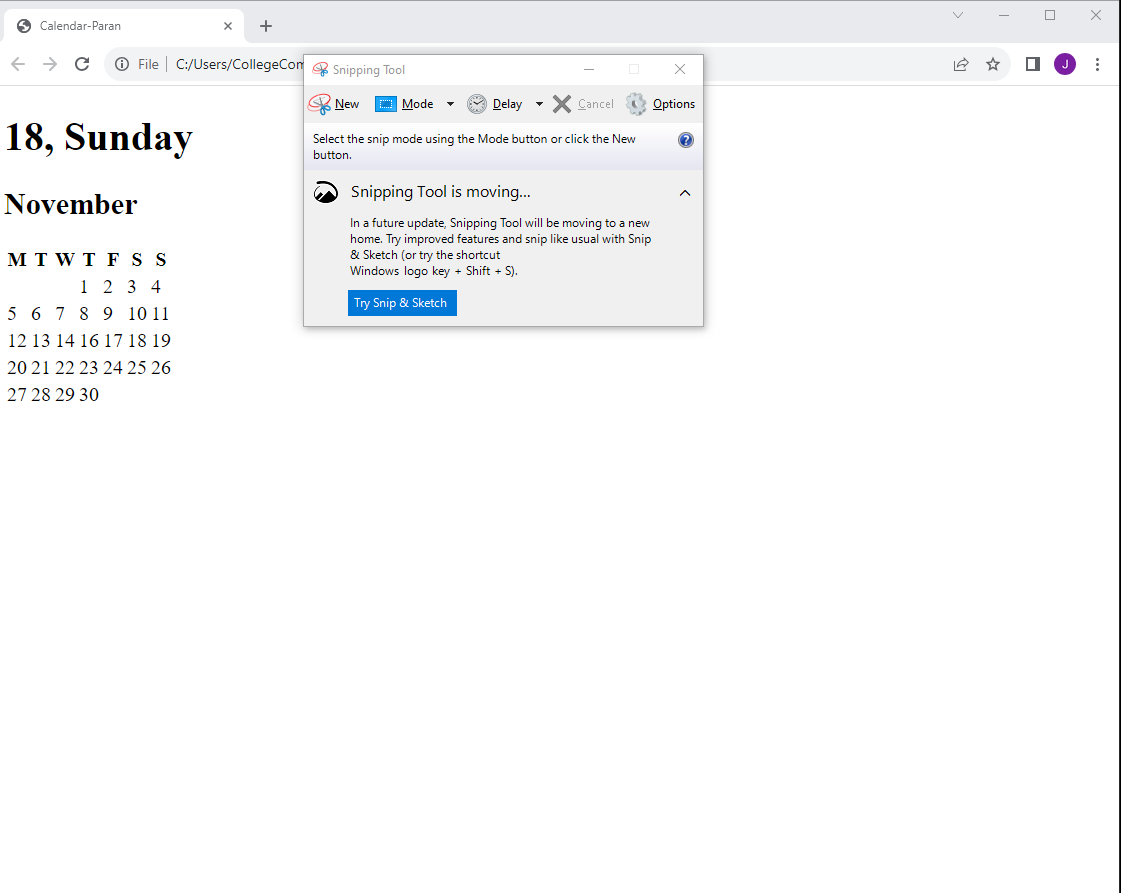 Calendar-Paran
File
C:/Users/CollegeCom
J
18, Sunday
November
M T W T F S S
1 2 3 4
5 6 7 8 9 10 11
12 13 14 16 17 18 19
20 21 22 23 24 25 26
27 28 29 30
Snipping Tool
New Mode Delay Cancel Options
Select the snip mode using the Mode button or click the New
button.
?
Snipping Tool is moving...
In a future update, Snipping Tool will be moving to a new
home. Try improved features and snip like usual with Snip
& Sketch (or try the shortcut
Windows logo key + Shift + S).
Try Snip & Sketch